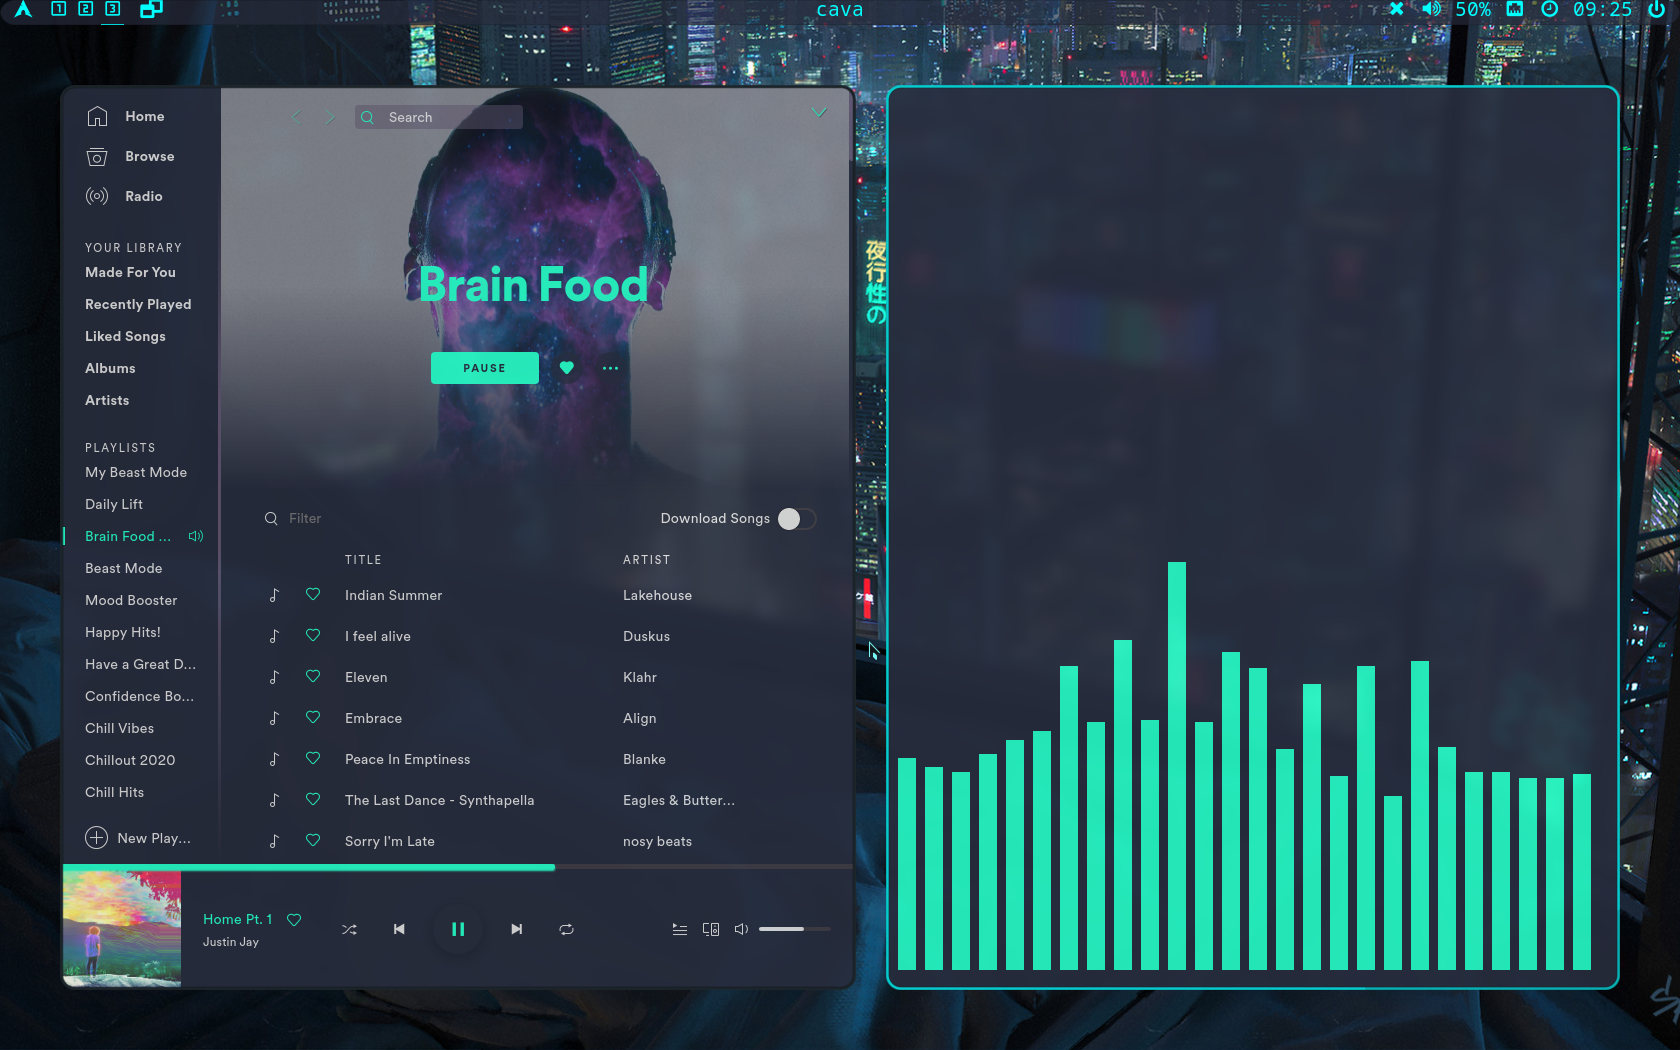 1 2 3
cava
50%
09:25
Home
Browse
Radio
YOUR LIBRARY
Made For You
Recently Played
Liked Songs
Albums
Artists
PLAYLISTS
My Beast Mode
Daily Lift
Brain Food ...
Beast Mode
Mood Booster
Happy Hits!
Have a Great D...
Confidence Bo...
Chill Vibes
Chillout 2020
Chill Hits
New Play...
Search
Brain Food
PAUSE
Filter
Download Songs
TITLE ARTIST
Indian Summer Lakehouse
I feel alive Duskus
Eleven Klahr
Embrace Align
Peace In Emptiness Blanke
The Last Dance - Synthapella Eagles & Butter...
Sorry I'm Late nosy beats
Home Pt. 1
Justin Jay
夜行性の